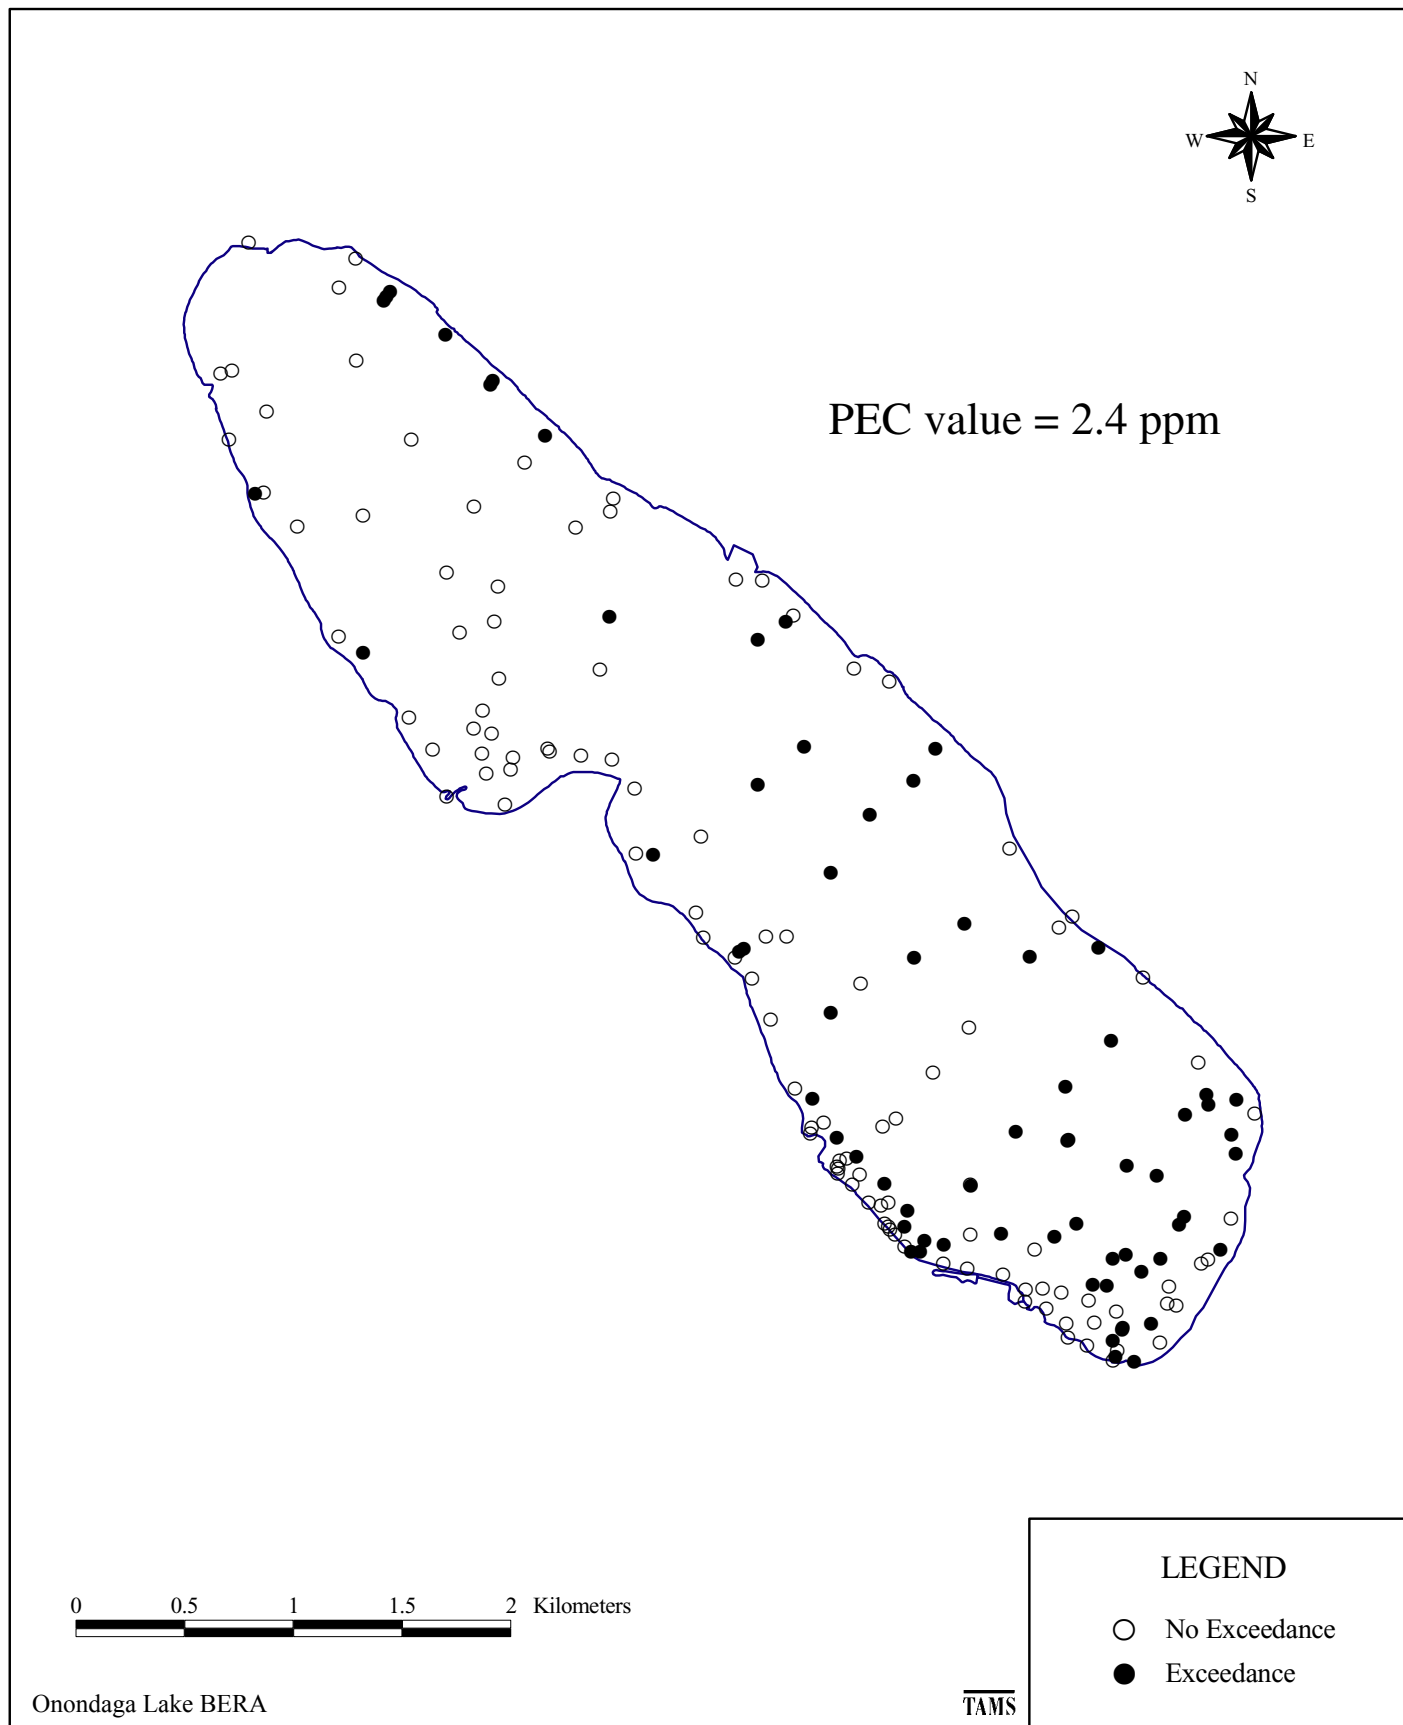 N
W E
S
PEC value = 2.4 ppm
0 0.5 1 1.5 2 Kilometers
LEGEND
No Exceedance
Exceedance
Onondaga Lake BERA
TAMS